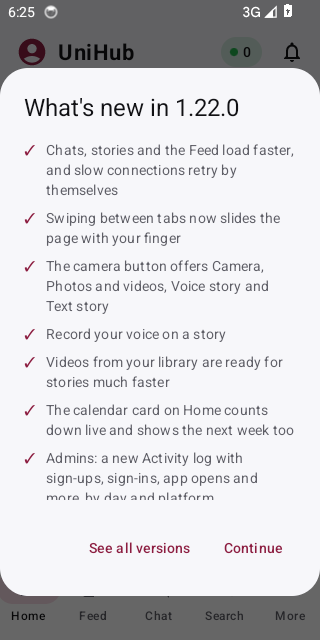 6:25
3G
UniHub
0
What's new in 1.22.0
✓ Chats, stories and the Feed load faster,
and slow connections retry by
themselves
✓ Swiping between tabs now slides the
page with your finger
✓ The camera button offers Camera,
Photos and videos, Voice story and
Text story
✓ Record your voice on a story
✓ Videos from your library are ready for
stories much faster
✓ The calendar card on Home counts
down live and shows the next week too
✓ Admins: a new Activity log with
sign-ups, sign-ins, app opens and
more, by day and platform
See all versions
Continue
Home
Feed
Chat
Search
More